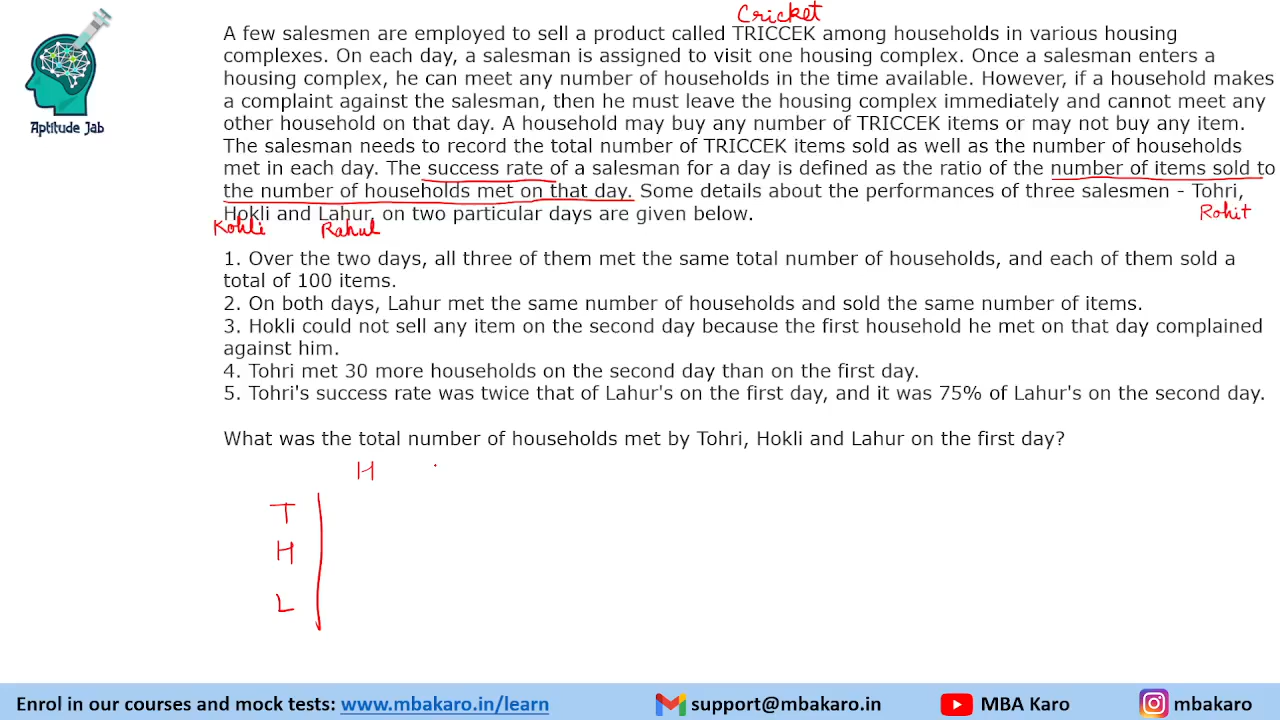 Cricket
A few salesmen are employed to sell a product called TRICCEK among households in various housing
complexes. On each day, a salesman is assigned to visit one housing complex. Once a salesman enters a
housing complex, he can meet any number of households in the time available. However, if a household makes
a complaint against the salesman, then he must leave the housing complex immediately and cannot meet any
other household on that day. A household may buy any number of TRICCEK items or may not buy any item.
The salesman needs to record the total number of TRICCEK items sold as well as the number of households
met in each day. The success rate of a salesman for a day is defined as the ratio of the number of items sold to
the number of households met on that day. Some details about the performances of three salesmen - Tohri,
Hokli and Lahur, on two particular days are given below.
Kohli Rahul Rohit
1. Over the two days, all three of them met the same total number of households, and each of them sold a
total of 100 items.
2. On both days, Lahur met the same number of households and sold the same number of items.
3. Hokli could not sell any item on the second day because the first household he met on that day complained
against him.
4. Tohri met 30 more households on the second day than on the first day.
5. Tohri's success rate was twice that of Lahur's on the first day, and it was 75% of Lahur's on the second day.
What was the total number of households met by Tohri, Hokli and Lahur on the first day?
H
T
H
L
Aptitude Jab
Enrol in our courses and mock tests: www.mbakaro.in/learn support@mbakaro.in MBA Karo mbakaro